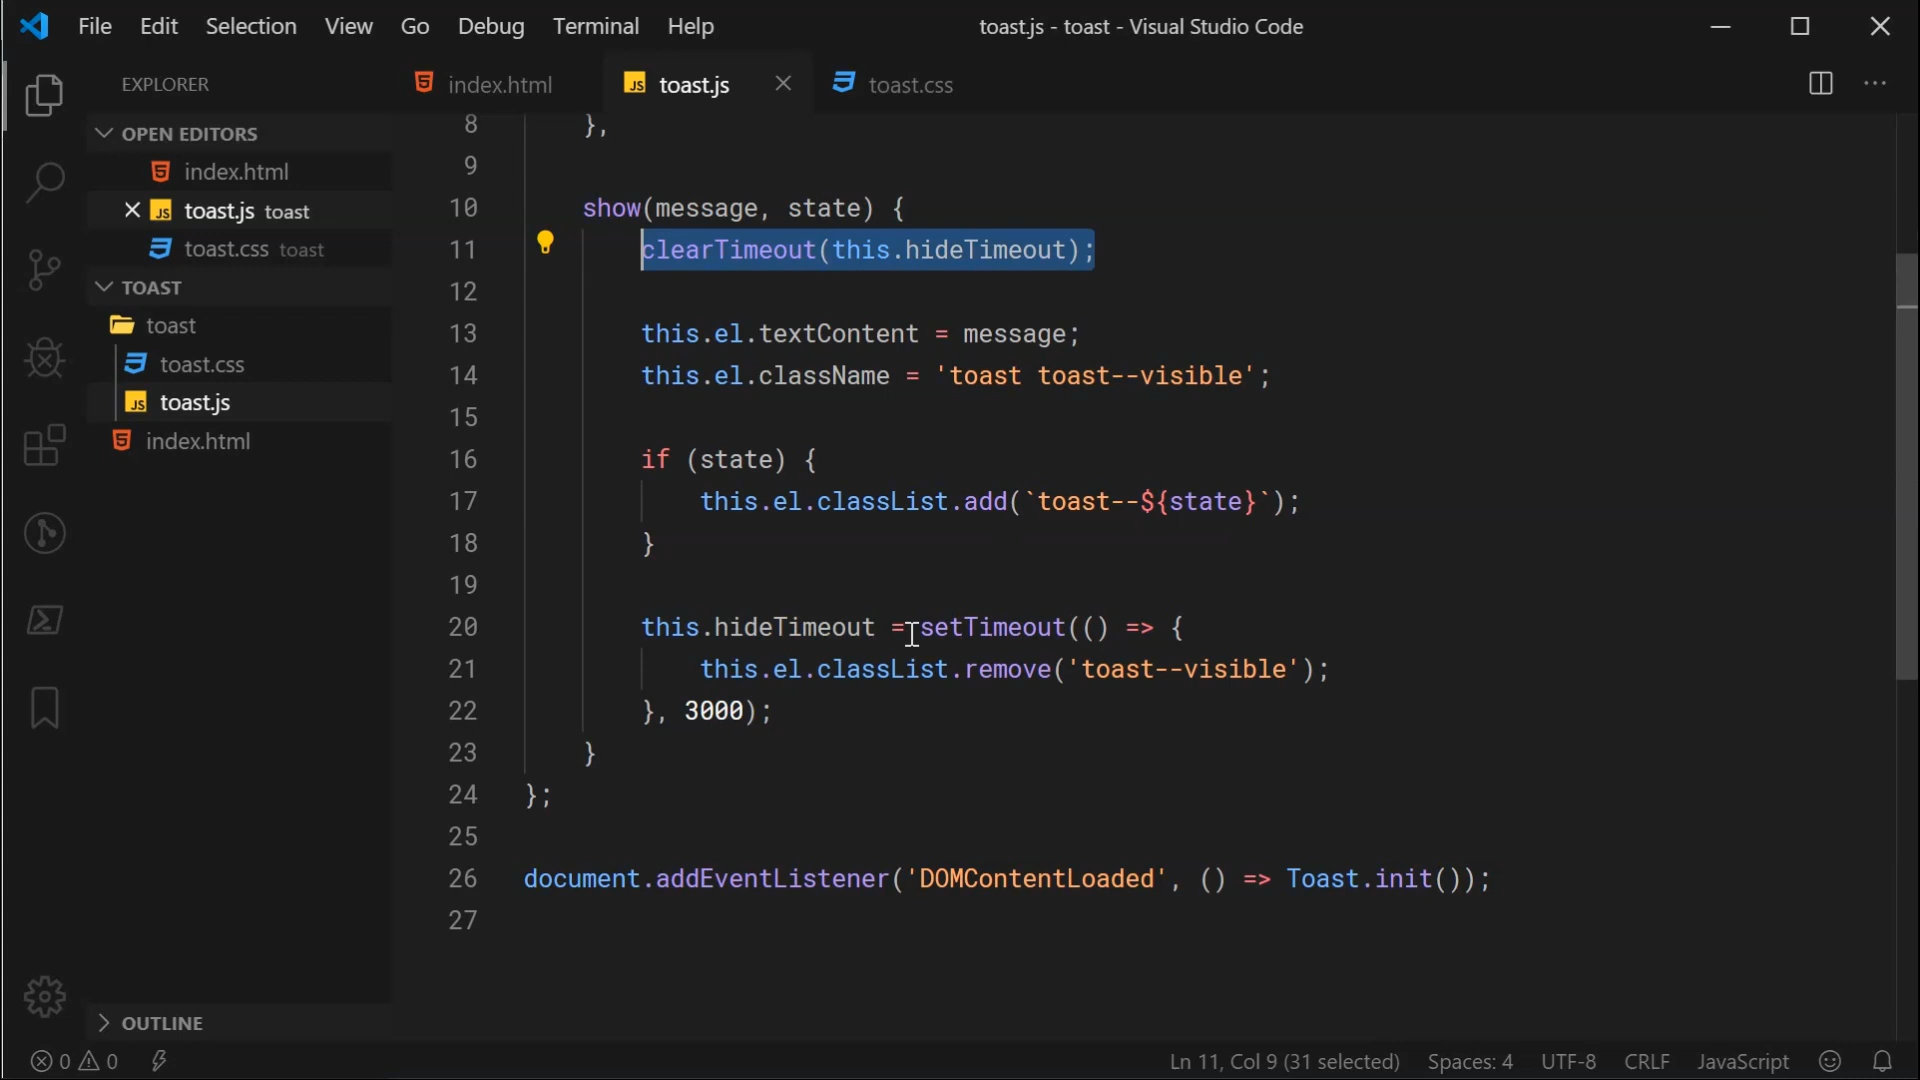 File Edit Selection View Go Debug Terminal Help toast.js - toast - Visual Studio Code
EXPLORER
index.html toast.js toast.css
OPEN EDITORS
index.html
toast.js toast
toast.css toast
TOAST
toast
toast.css
toast.js
index.html
OUTLINE
8 },
9
10 show(message, state) {
11 clearTimeout(this.hideTimeout);
12
13 this.el.textContent = message;
14 this.el.className = 'toast toast--visible';
15
16 if (state) {
17 this.el.classList.add(`toast--${state}`);
18 }
19
20 this.hideTimeout = setTimeout(() => {
21 this.el.classList.remove('toast--visible');
22 }, 3000);
23 }
24 };
25
26 document.addEventListener('DOMContentLoaded', () => Toast.init());
27
0 0 Ln 11, Col 9 (31 selected) Spaces: 4 UTF-8 CRLF JavaScript